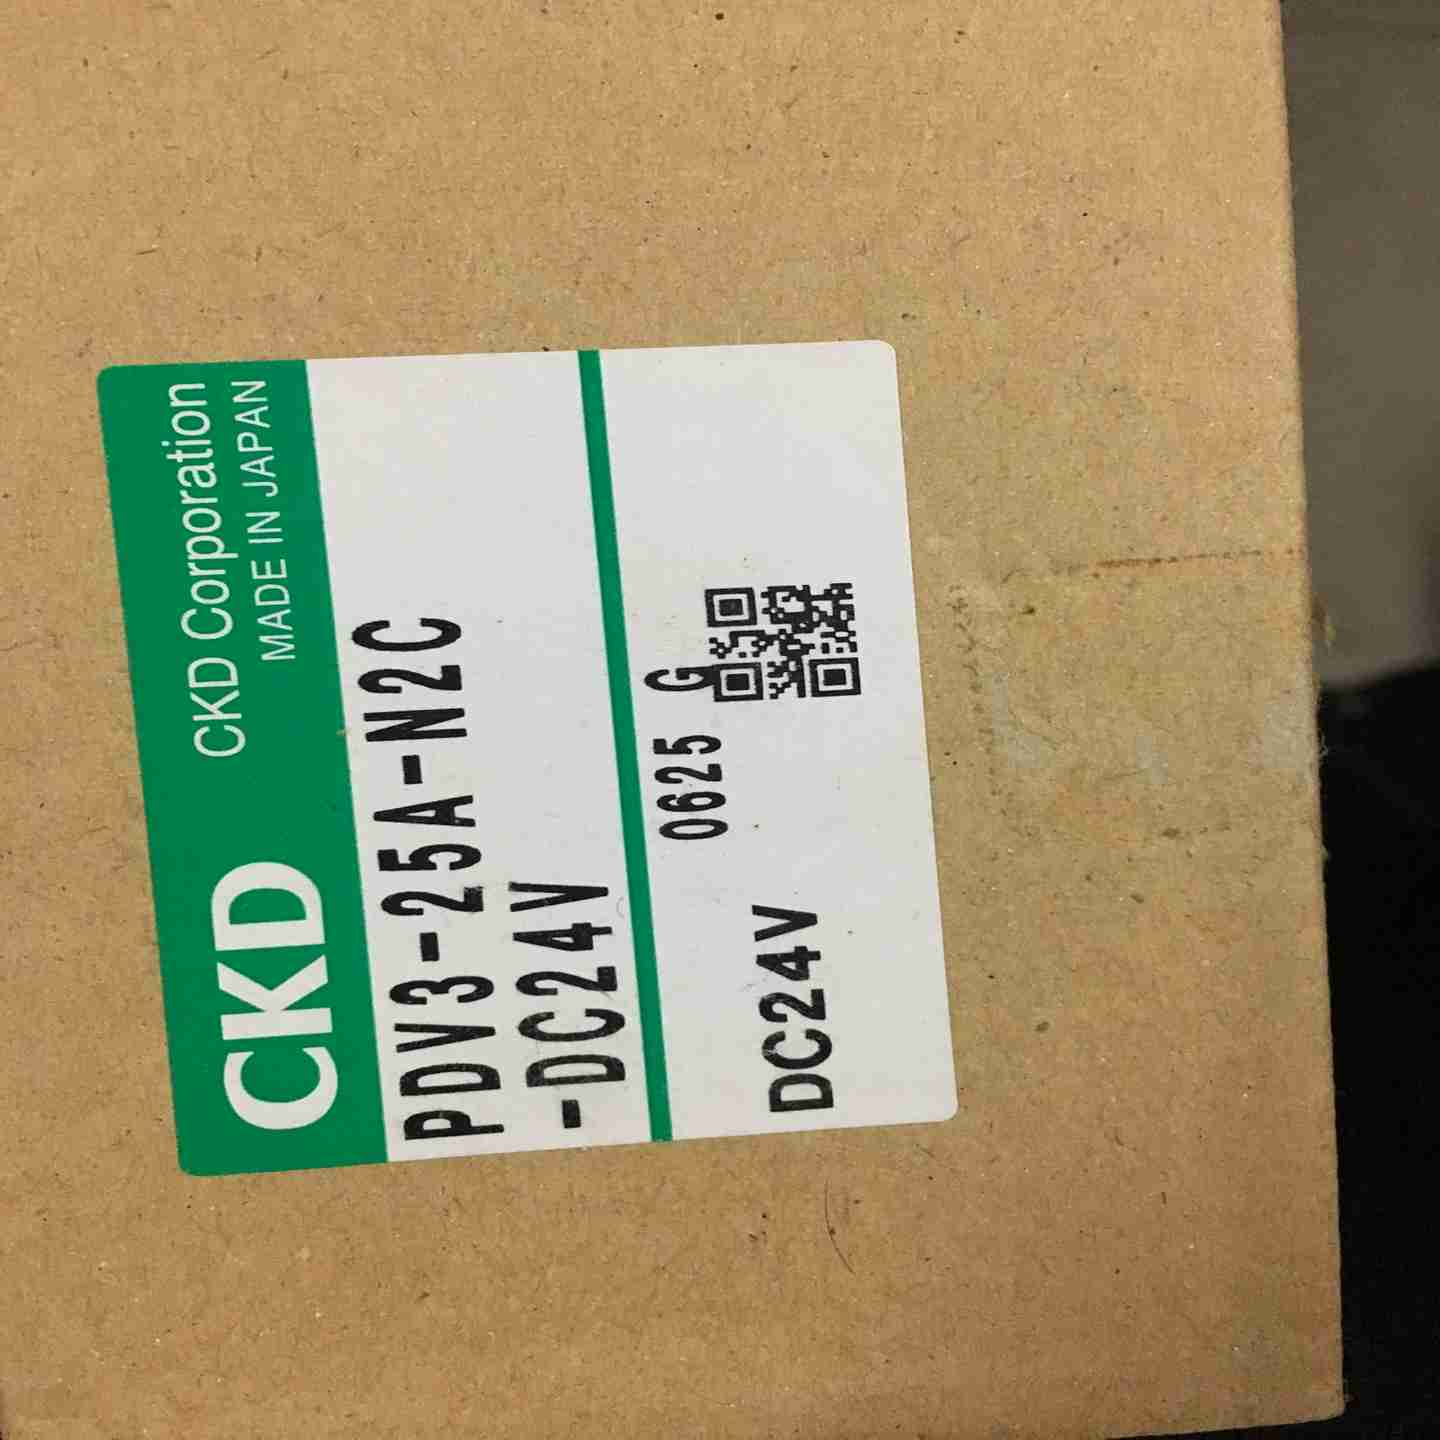 CKD CKD Corporation
MADE IN JAPAN
PDV3-25A-N2C
-DC24V
0625 G
DC24V